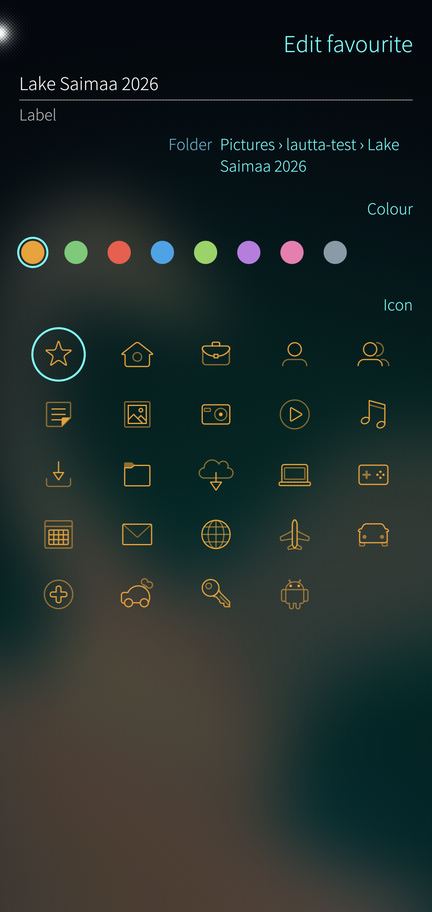 Edit favourite
Lake Saimaa 2026
Label
Folder Pictures › lautta-test › Lake
Saimaa 2026
Colour
Icon